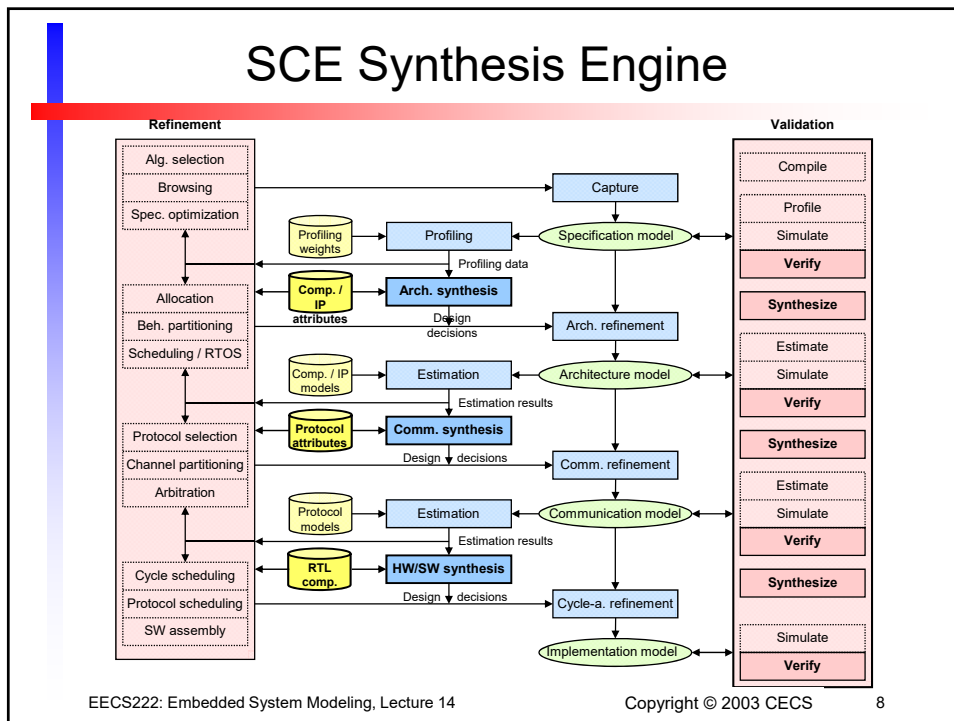 SCE Synthesis Engine
Refinement
Validation
Alg. selection
Browsing
Spec. optimization
Allocation
Beh. partitioning
Scheduling / RTOS
Protocol selection
Channel partitioning
Arbitration
Cycle scheduling
Protocol scheduling
SW assembly
Capture
Profiling
weights
Profiling
Specification model
Profiling data
Comp. /
IP
attributes
Arch. synthesis
Design
decisions
Arch. refinement
Comp. / IP
models
Estimation
Architecture model
Estimation results
Protocol
attributes
Comm. synthesis
Design decisions
Comm. refinement
Protocol
models
Estimation
Communication model
Estimation results
RTL
comp.
HW/SW synthesis
Design decisions
Cycle-a. refinement
Implementation model
Compile
Profile
Simulate
Verify
Synthesize
Estimate
Simulate
Verify
Synthesize
Estimate
Simulate
Verify
Synthesize
Simulate
Verify
EECS222: Embedded System Modeling, Lecture 14
Copyright © 2003 CECS
8